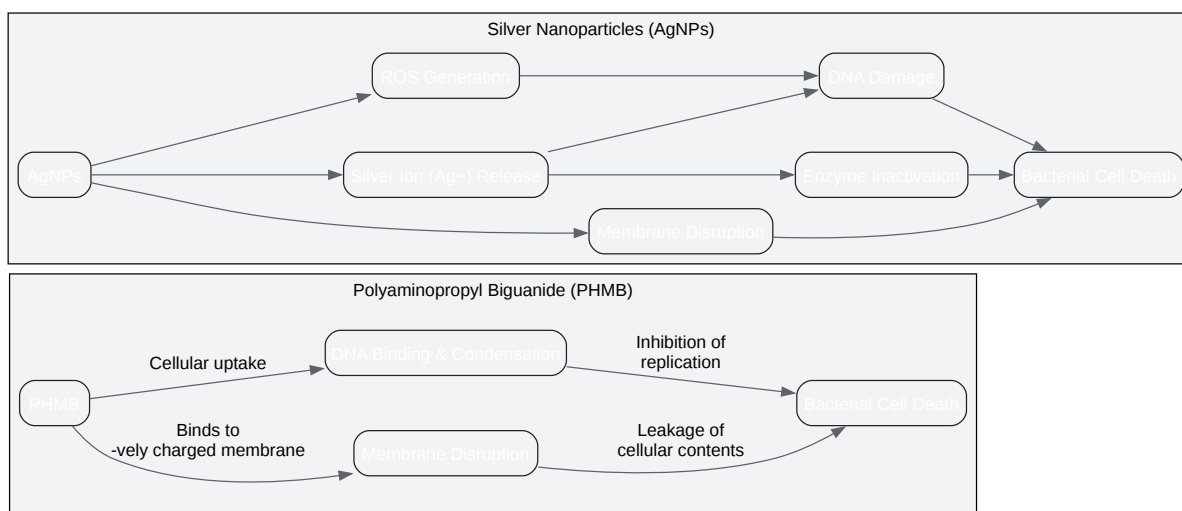 Silver Nanoparticles (AgNPs)
ROS Generation
DNA Damage
AgNPs
Silver Ion (Ag+) Release
Enzyme Inactivation
Bacterial Cell Death
Membrane Disruption
Polyaminopropyl Biguanide (PHMB)
Cellular uptake
DNA Binding & Condensation
Inhibition of
replication
PHMB
Bacterial Cell Death
Binds to
-vely charged membrane
Membrane Disruption
Leakage of
cellular contents